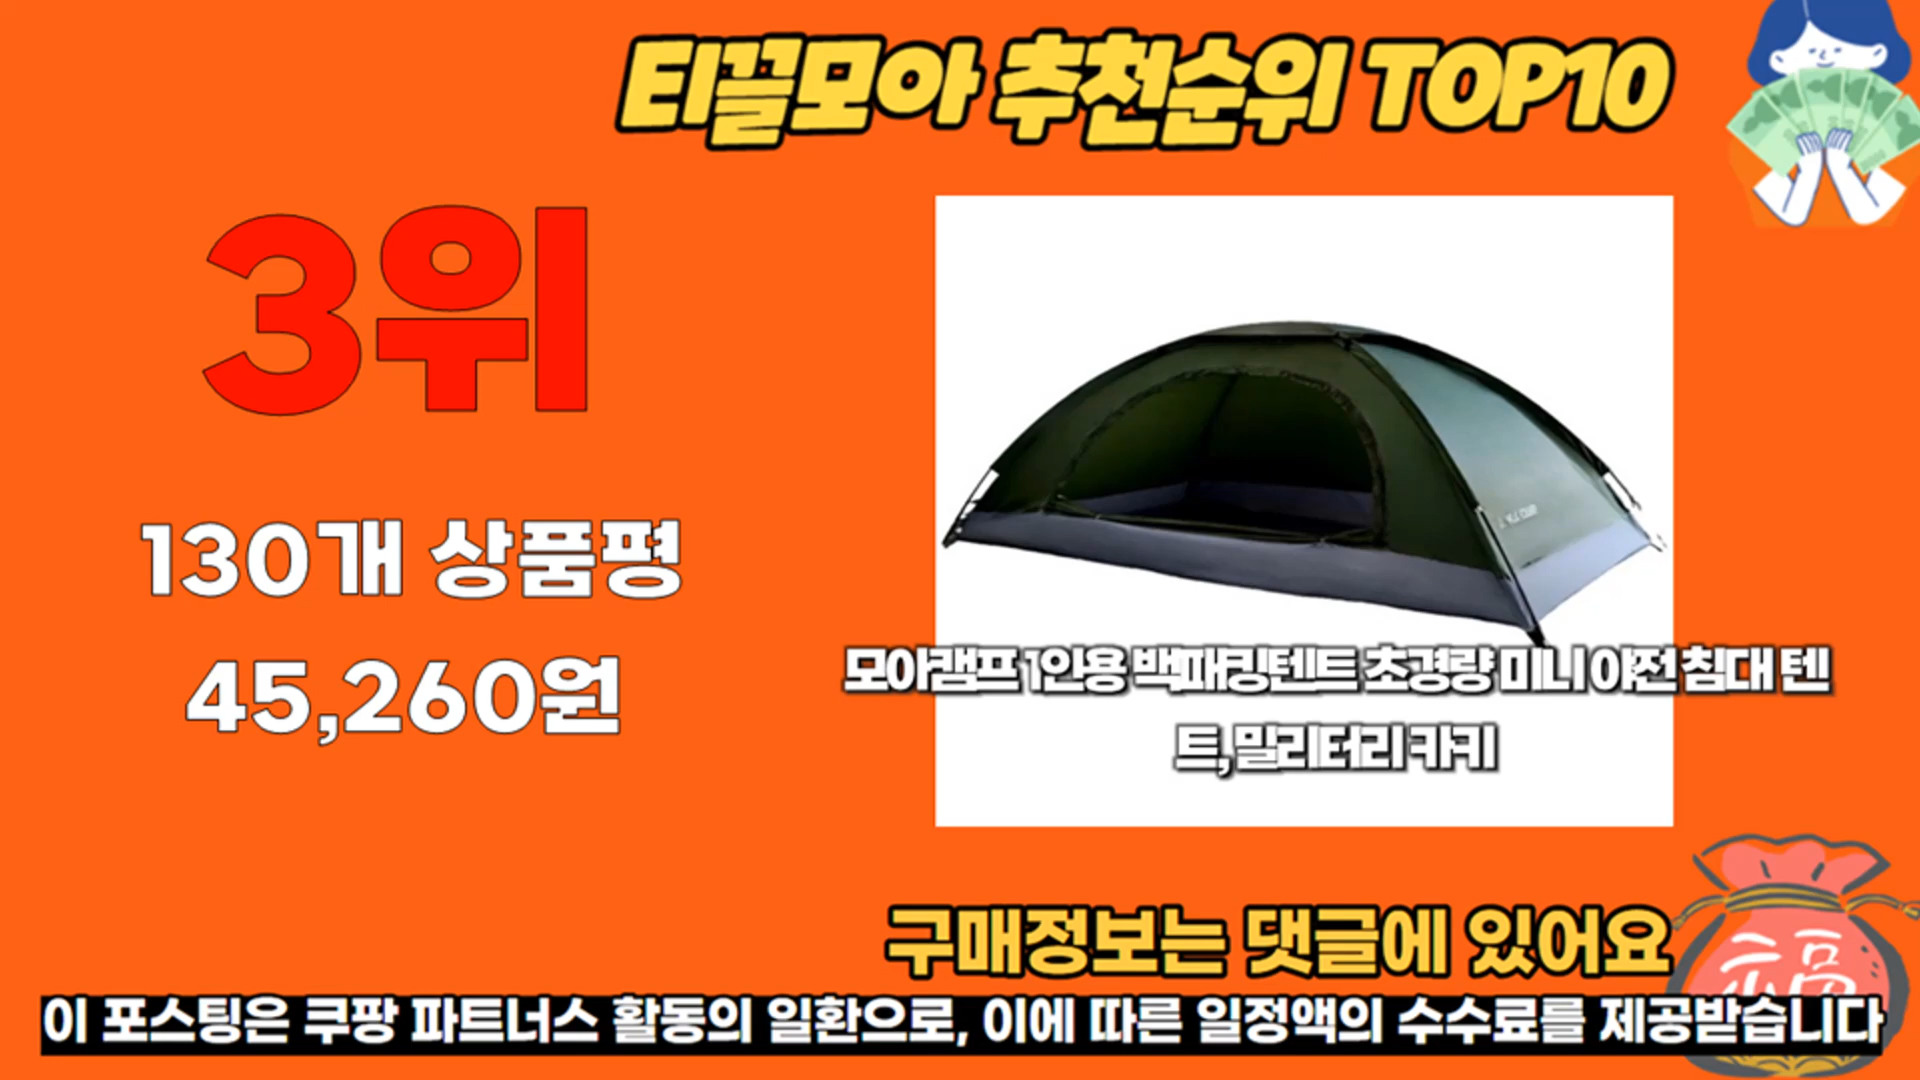 티끌모아 추천순위 TOP10
3위
130개 상품평
45,260원
모아캠프 1인용 백패킹텐트 초경량 미니 야전 침대 텐
트, 밀리터리 카키
구매정보는 댓글에 있어요
福
이 포스팅은 쿠팡 파트너스 활동의 일환으로, 이에 따른 일정액의 수수료를 제공받습니다